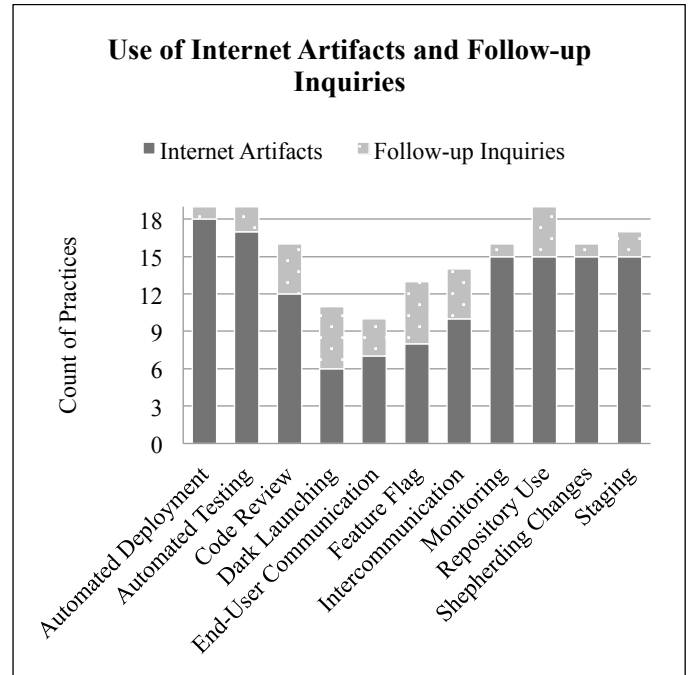 Use of Internet Artifacts and Follow-up
Inquiries
Internet Artifacts
Follow-up Inquiries
Count of Practices
18
15
12
9
6
3
0
Automated Deployment
Automated Testing
Code Review
Dark Launching
End-User Communication
Feature Flag
Intercommunication
Monitoring
Repository Use
Shepherding Changes
Staging